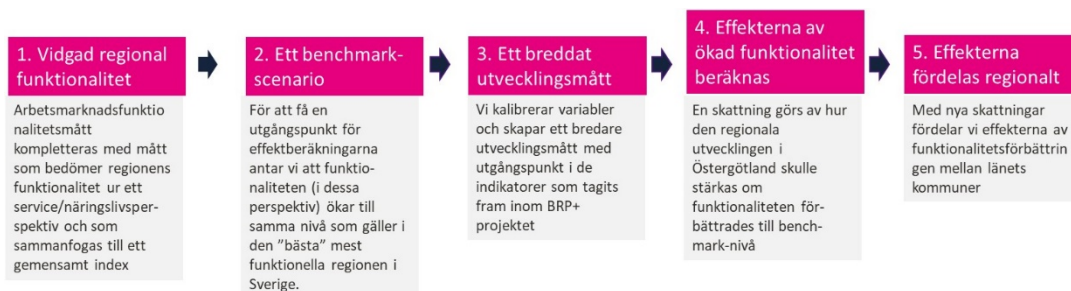 1. Vidgad regional
funktionalitet
Arbetsmarknadsfunktio
nalitetsmått
kompletteras med mått
som bedömer regionens
funktionalitet ur ett
service/näringslivsper-
spektiv och som
sammanfogas till ett
gemensamt index
2. Ett benchmark-
scenario
För att få en
utgångspunkt för
effektberäkningarna
antar vi att funktio-
naliteten (i dessa
perspektiv) ökar till
samma nivå som gäller i
den ”bästa” mest
funktionella regionen i
Sverige.
3. Ett breddat
utvecklingsmått
Vi kalibrerar variabler
och skapar ett bredare
utvecklingsmått med
utgångspunkt i de
indikatorer som tagits
fram inom BRP+
projektet
4. Effekterna av
ökad funktionalitet
beräknas
En skattning görs av hur
den regionala
utvecklingen i
Östergötland skulle
stärkas om
funktionaliteten för-
bättrades till bench-
mark-nivå
5. Effekterna
fördelas regionalt
Med nya skattningar
fördelar vi effekterna av
funktionalitetsförbättrin
gen mellan länets
kommuner